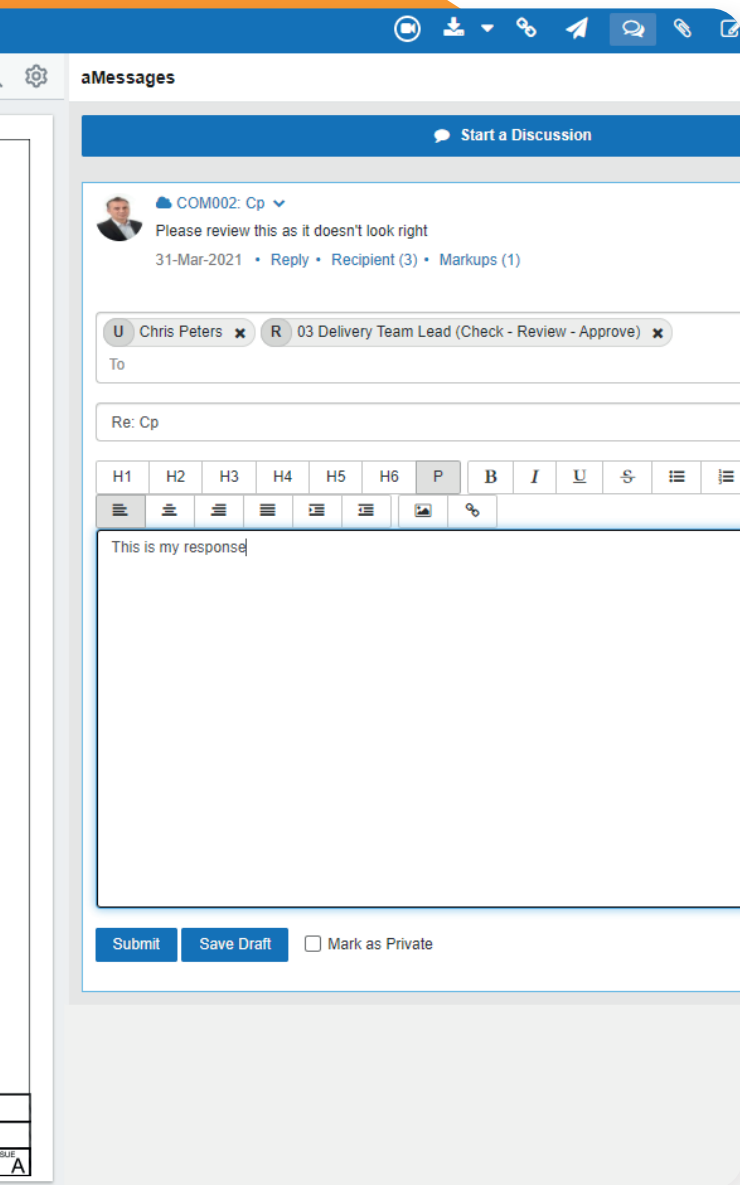 aMessages
Start a Discussion
COM002: Cp
Please review this as it doesn't look right
31-Mar-2021 • Reply • Recipient (3) • Markups (1)
U Chris Peters R 03 Delivery Team Lead (Check - Review - Approve)
To
Re: Cp
H1 H2 H3 H4 H5 H6 P B I U S
This is my response
Submit Save Draft Mark as Private
A